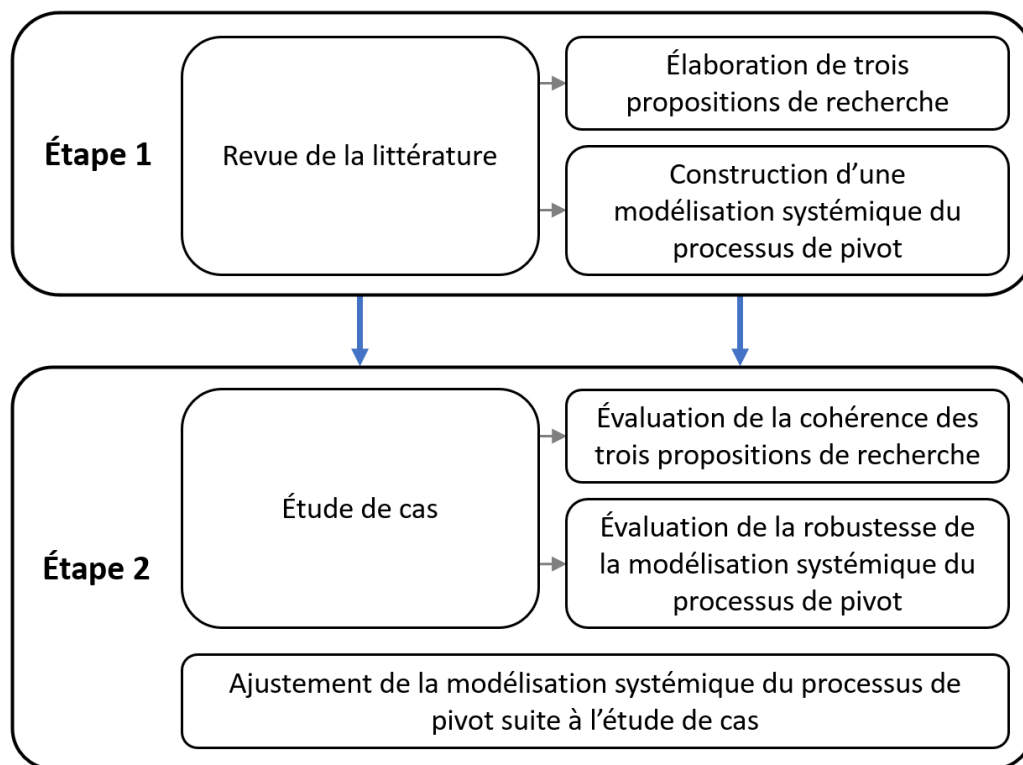 Étape 1
Revue de la littérature
Élaboration de trois
propositions de recherche
Construction d’une
modélisation systémique du
processus de pivot
Étape 2
Étude de cas
Évaluation de la cohérence des
trois propositions de recherche
Évaluation de la robustesse de
la modélisation systémique du
processus de pivot
Ajustement de la modélisation systémique du processus de
pivot suite à l’étude de cas